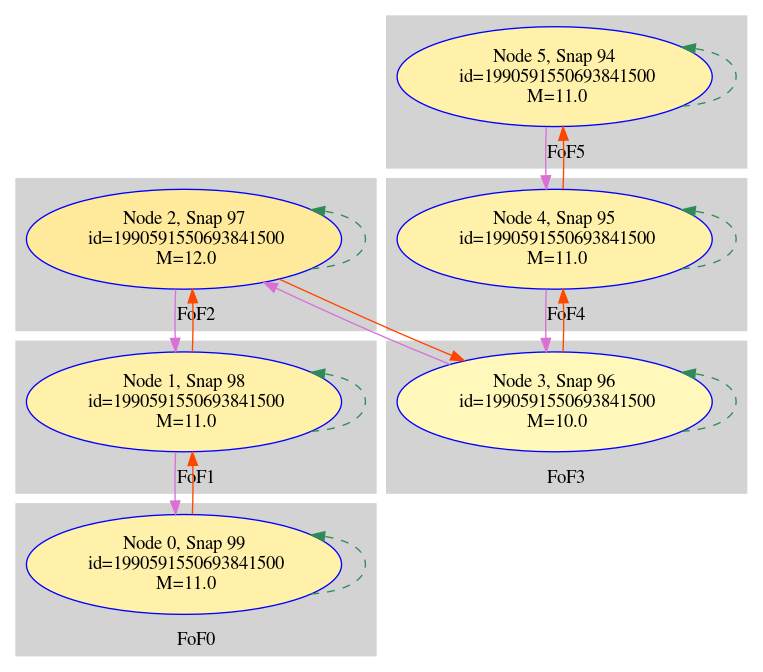 Node 5, Snap 94
id=1990591550693841500
M=11.0
FoF5
Node 2, Snap 97
id=1990591550693841500
M=12.0
FoF2
Node 4, Snap 95
id=1990591550693841500
M=11.0
FoF4
Node 1, Snap 98
id=1990591550693841500
M=11.0
FoF1
Node 3, Snap 96
id=1990591550693841500
M=10.0
FoF3
Node 0, Snap 99
id=1990591550693841500
M=11.0
FoF0